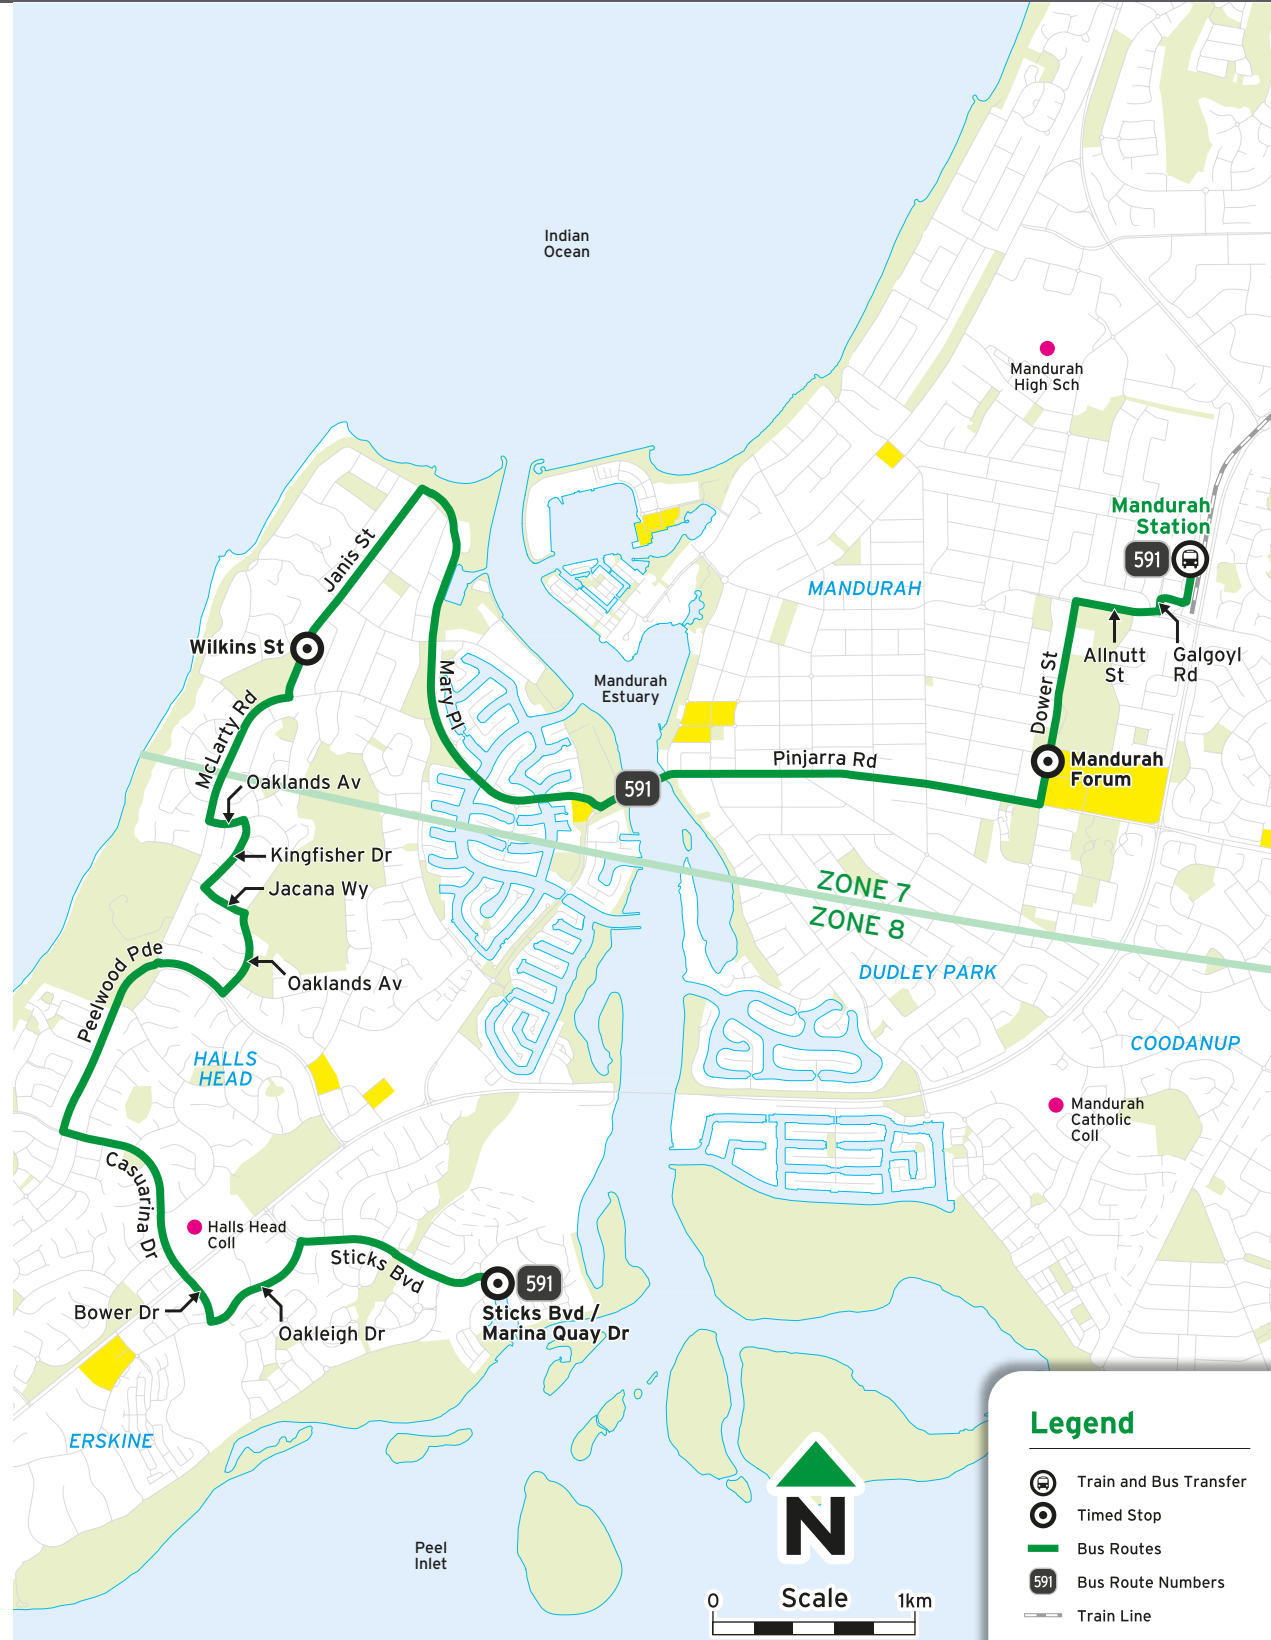 Indian
Ocean
Mandurah
High Sch
Mandurah
Station
591
Janis St
MANDURAH
Wilkins St
Allnutt
St
Galgoyl
Rd
Mandurah
Estuary
Mary Pl
Dower St
McLarty Rd
Pinjarra Rd
Mandurah
Forum
Oaklands Av
591
Kingfisher Dr
Jacana Wy
ZONE 7
ZONE 8
Peelwood Pde
Oaklands Av
DUDLEY PARK
HALLS
HEAD
COODANUP
Mandurah
Catholic
Coll
Casuarina Dr
Halls Head
Coll
Sticks Bvd
591
Bower Dr
Sticks Bvd /
Marina Quay Dr
Oakleigh Dr
ERSKINE
Peel
Inlet
N
Scale
0
1km
Legend
Train and Bus Transfer
Timed Stop
Bus Routes
591
Bus Route Numbers
Train Line